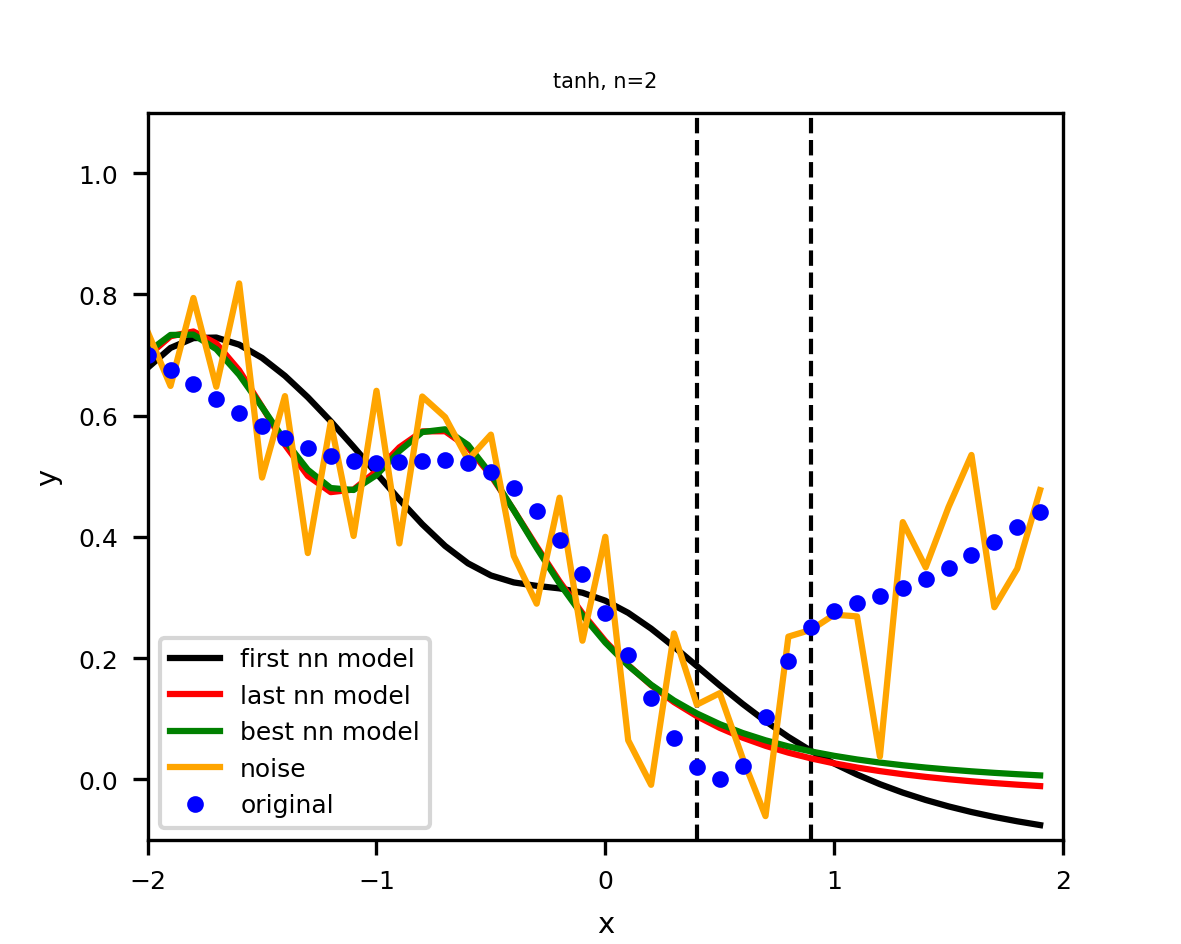 tanh, n=2
y
1.0
0.8
0.6
0.4
0.2
0.0
first nn model
last nn model
best nn model
noise
original
−2
−1
0
1
2
x